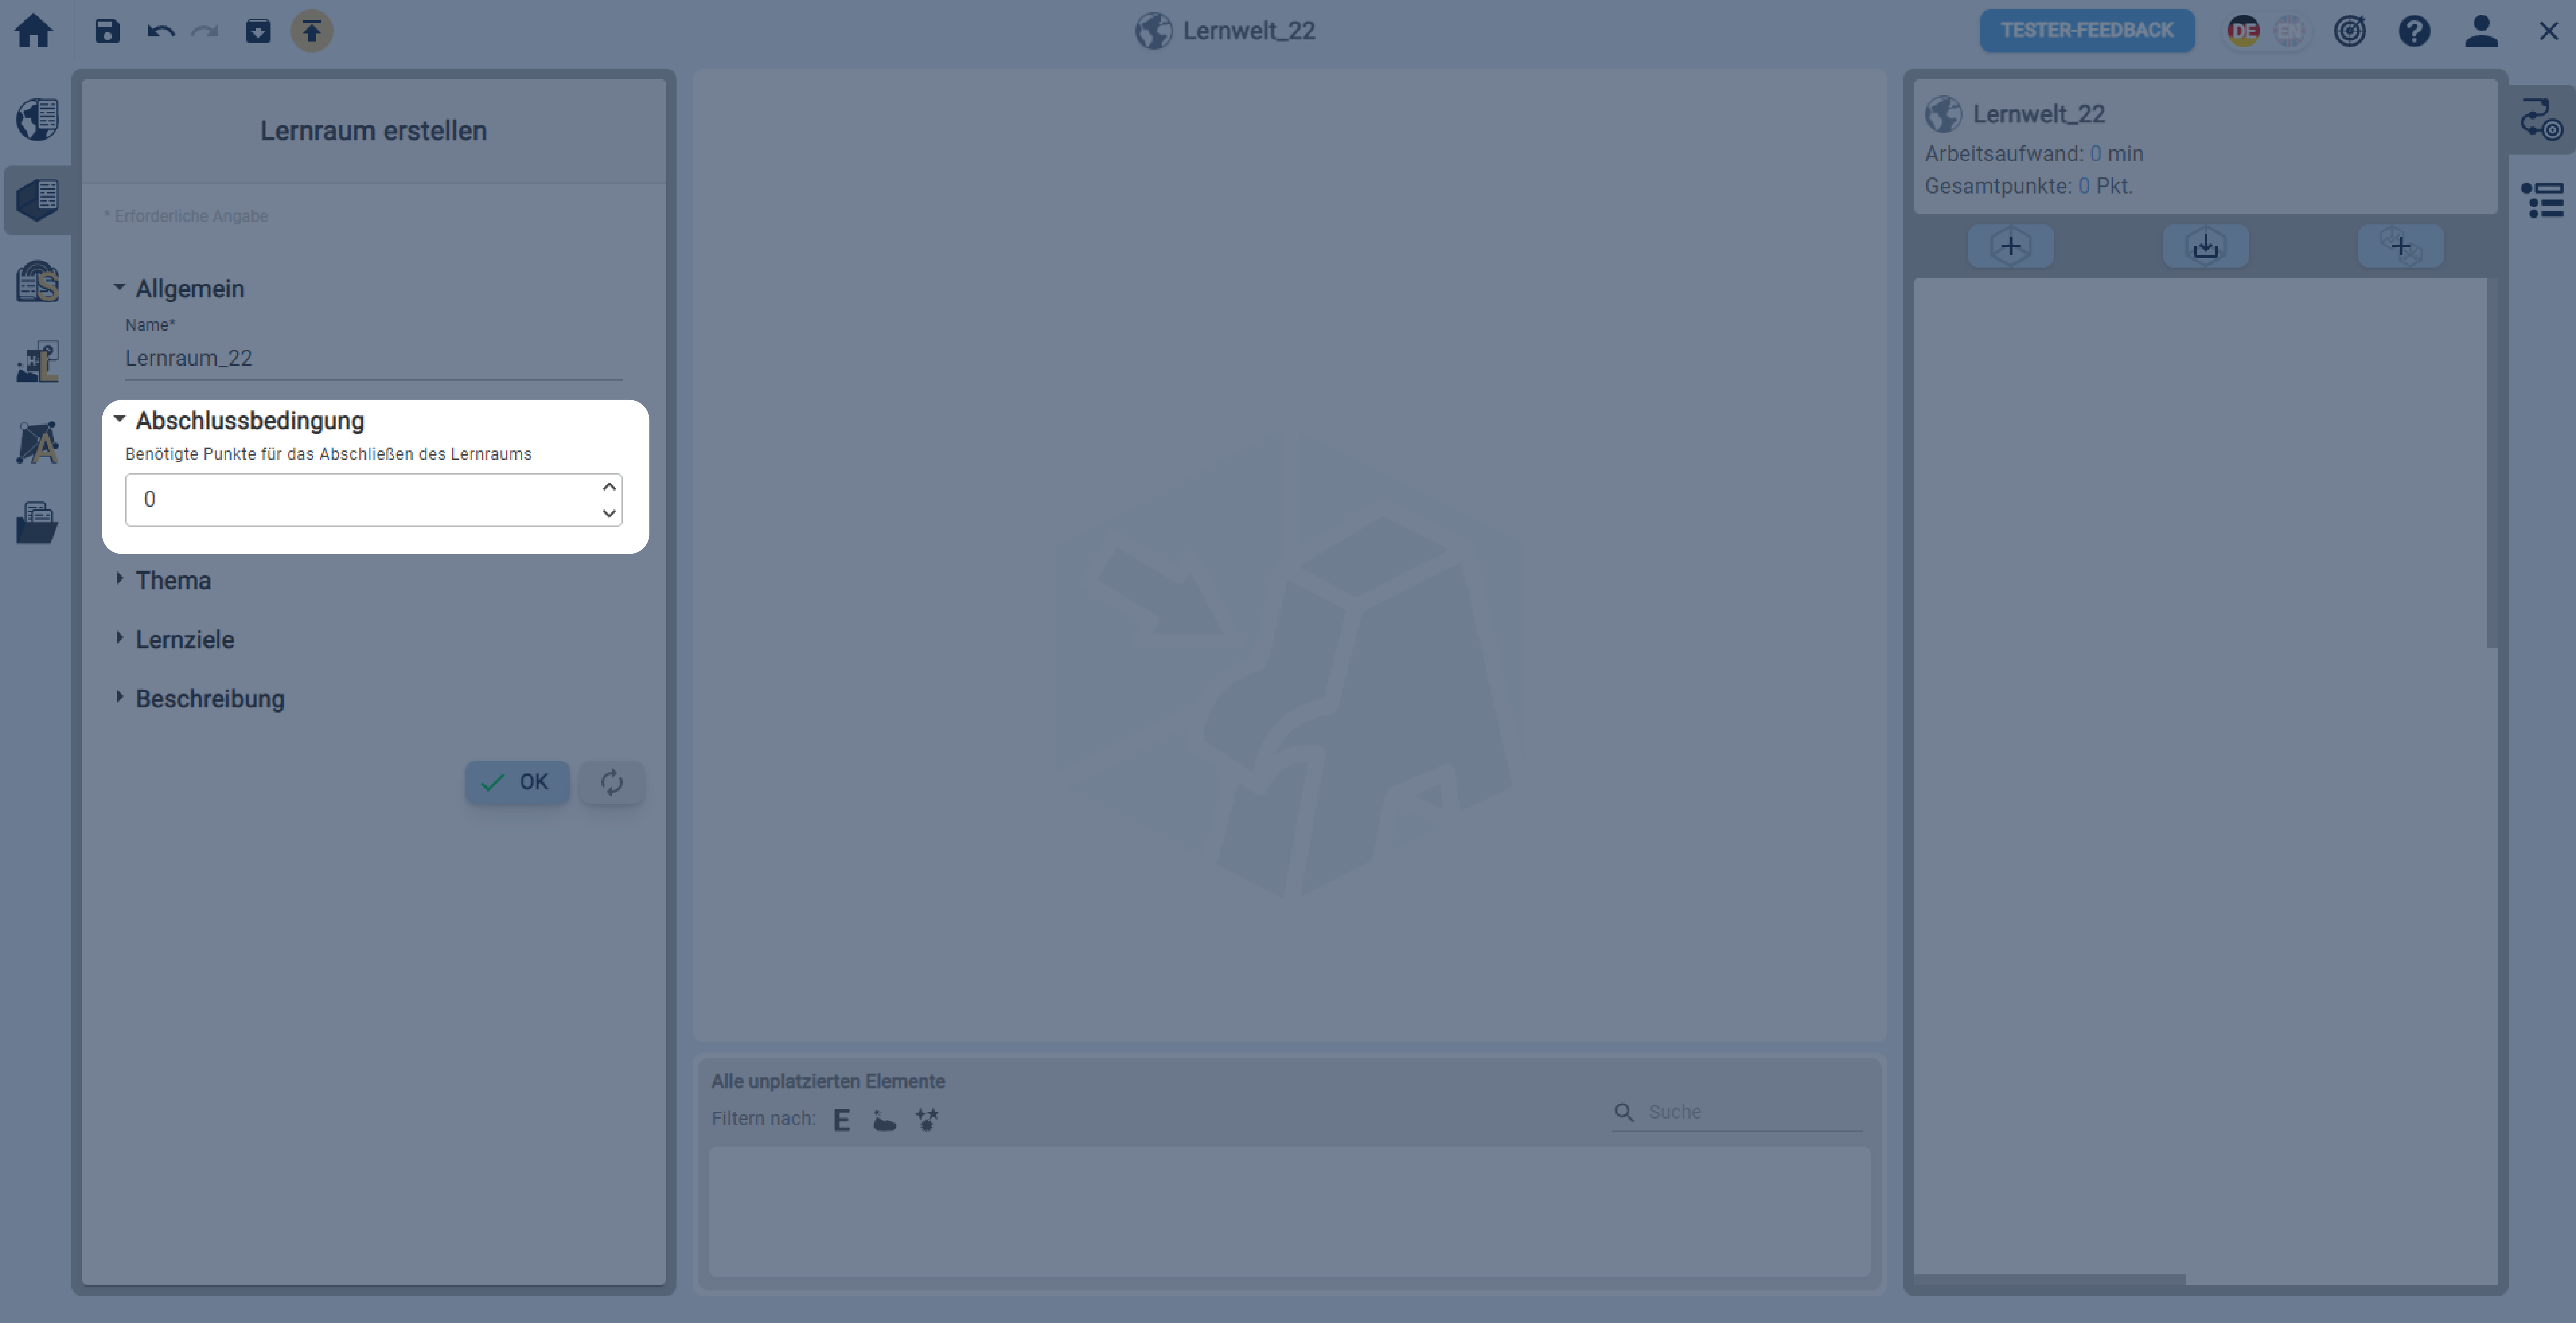 Lernwelt_22
TESTER-FEEDBACK
DE
EN
Lernraum erstellen
* Erforderliche Angabe
Allgemein
Name*
Lernraum_22
Abschlussbedingung
Benötigte Punkte für das Abschließen des Lernraums
0
Thema
Lernziele
Beschreibung
OK
S
L
A
Alle unplatzierten Elemente
Filtern nach: E
Suche
Lernwelt_22
Arbeitsaufwand: 0 min
Gesamtpunkte: 0 Pkt.